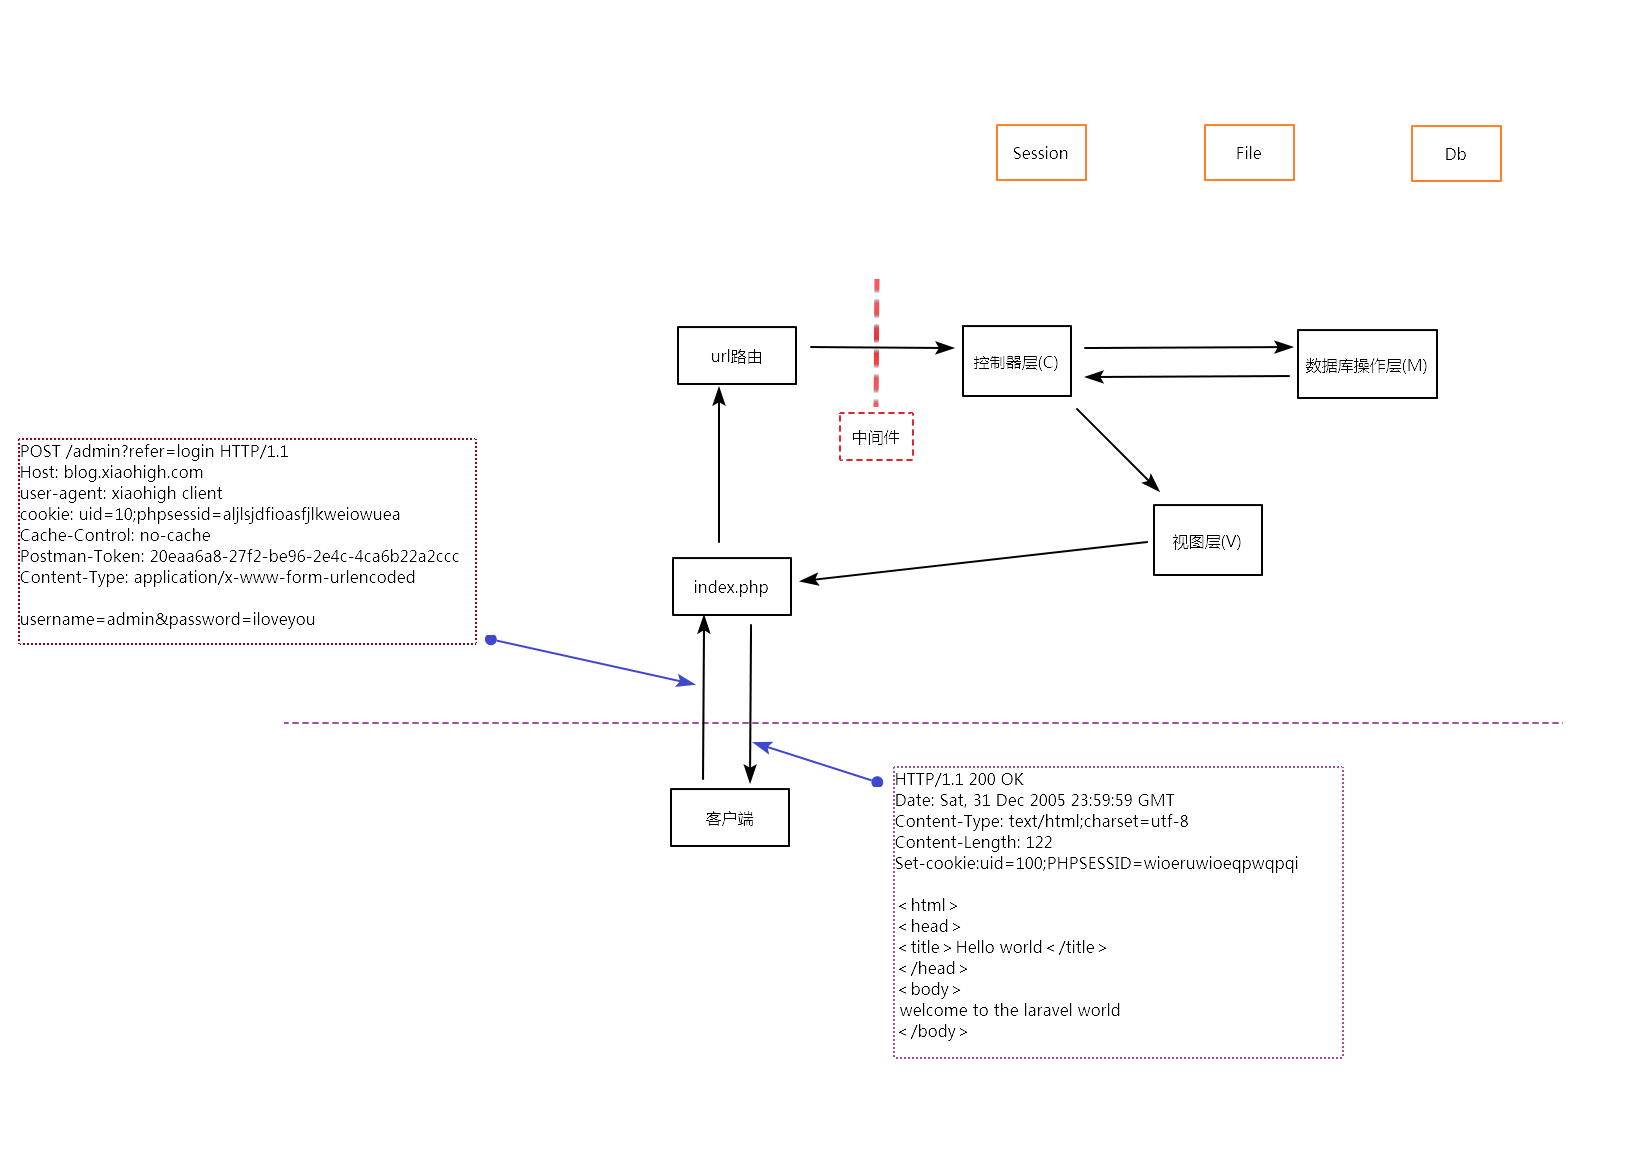 Session
File
Db
url路由
控制器层(C)
数据库操作层(M)
中间件
POST /admin?refer=login HTTP/1.1
Host: blog.xiaohigh.com
user-agent: xiaohigh client
cookie: uid=10;phpsessid=aljlsjdfioasfjlkweiowuea
Cache-Control: no-cache
Postman-Token: 20eaa6a8-27f2-be96-2e4c-4ca6b22a2ccc
Content-Type: application/x-www-form-urlencoded
username=admin&password=iloveyou
视图层(V)
index.php
客户端
HTTP/1.1 200 OK
Date: Sat, 31 Dec 2005 23:59:59 GMT
Content-Type: text/html;charset=utf-8
Content-Length: 122
Set-cookie:uid=100;PHPSESSID=wioeruwioeqpwqpqi
<html>
<head>
<title>Hello world</title>
</head>
<body>
welcome to the laravel world
</body>